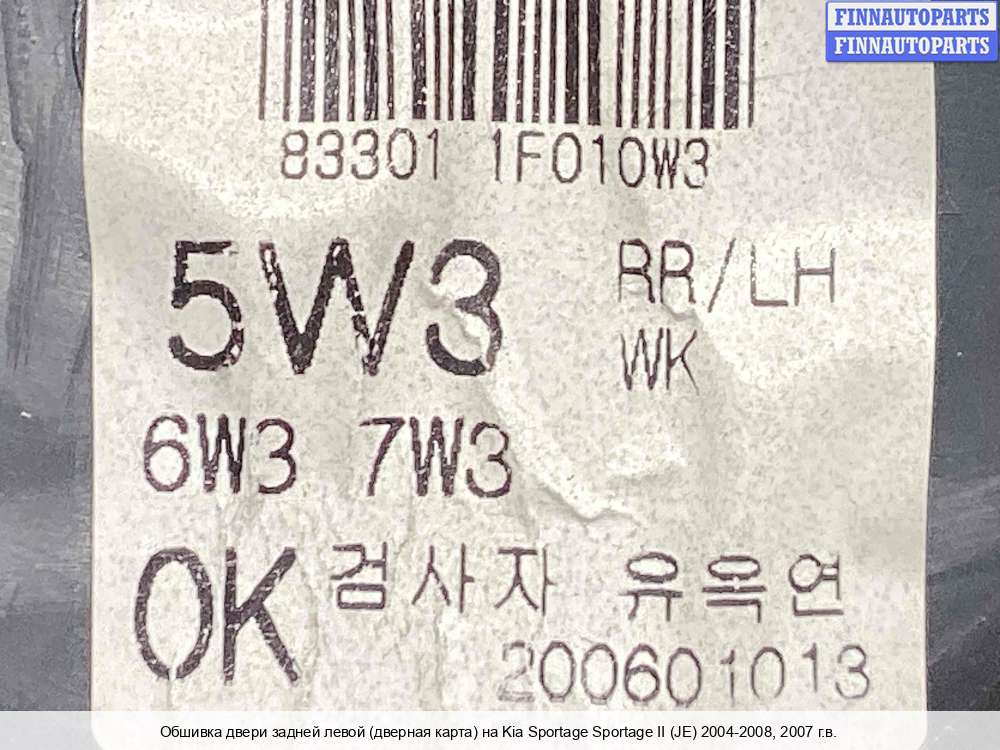 FINNAUTOPARTS
FINNAUTOPARTS
83301 1F010W3
5W3
RR/LH
WK
6W3 7W3
OK 검사자 유옥연
200601013
Обшивка двери задней левой (дверная карта) на Kia Sportage Sportage II (JE) 2004-2008, 2007 г.в.